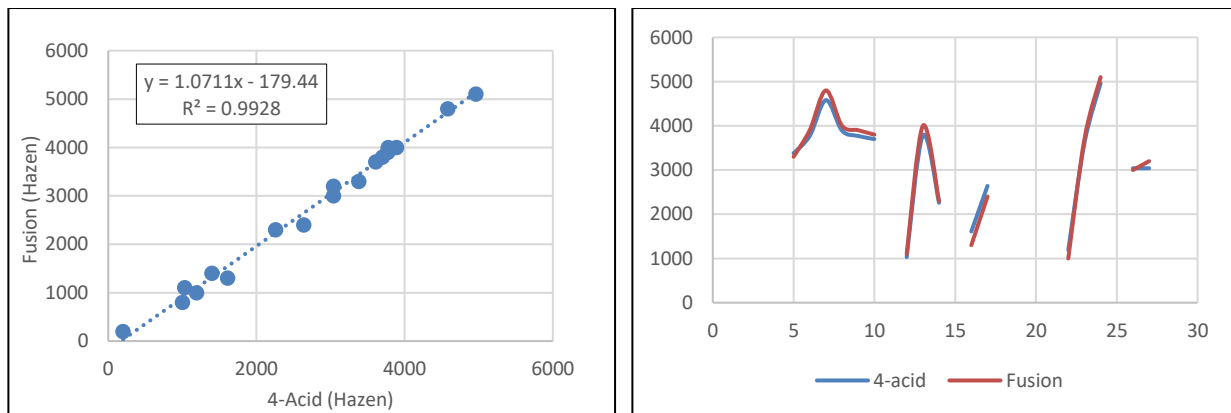 6000
5000
4000
3000
2000
1000
0
Fusion (Hazen)
y = 1.0711x - 179.44
R² = 0.9928
0 2000 4000 6000
4-Acid (Hazen)
6000
5000
4000
3000
2000
1000
0
0 5 10 15 20 25 30
4-acid Fusion